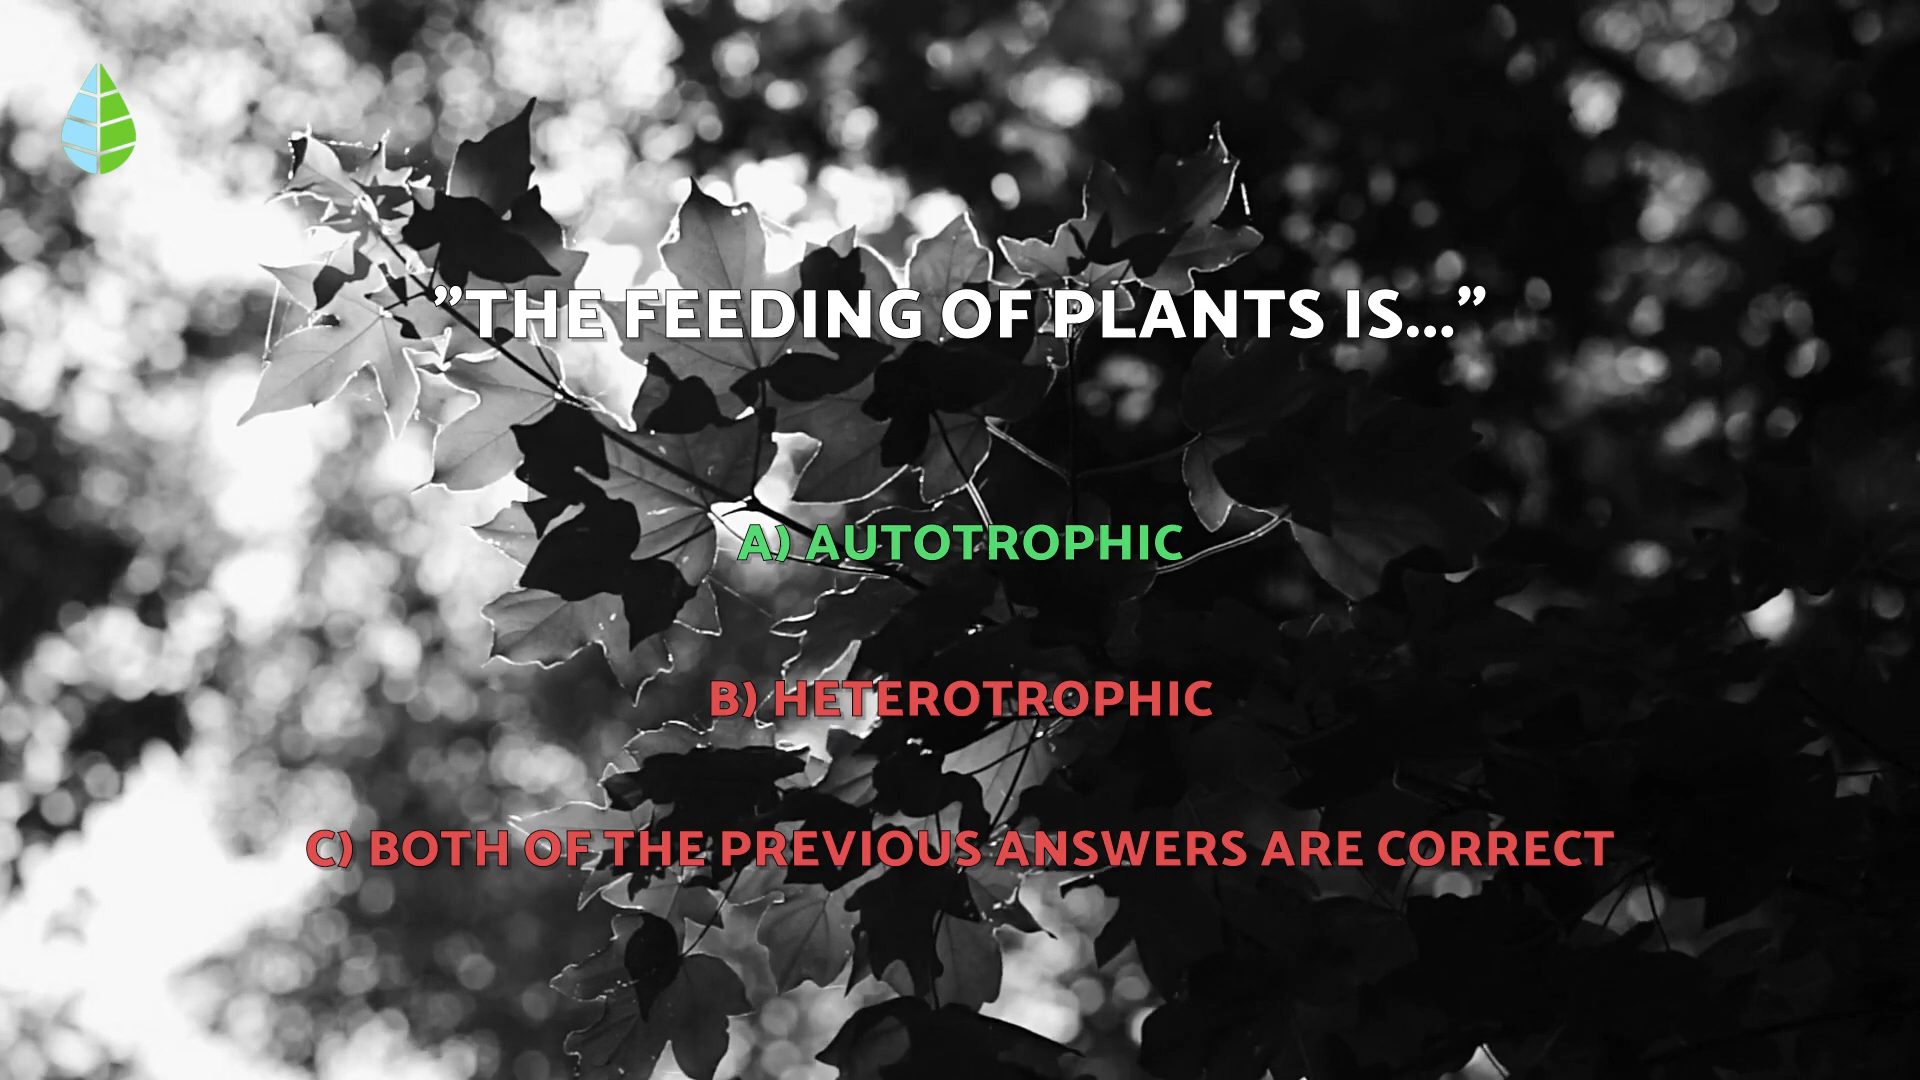 ”THE FEEDING OF PLANTS IS...”
A) AUTOTROPHIC
B) HETEROTROPHIC
C) BOTH OF THE PREVIOUS ANSWERS ARE CORRECT